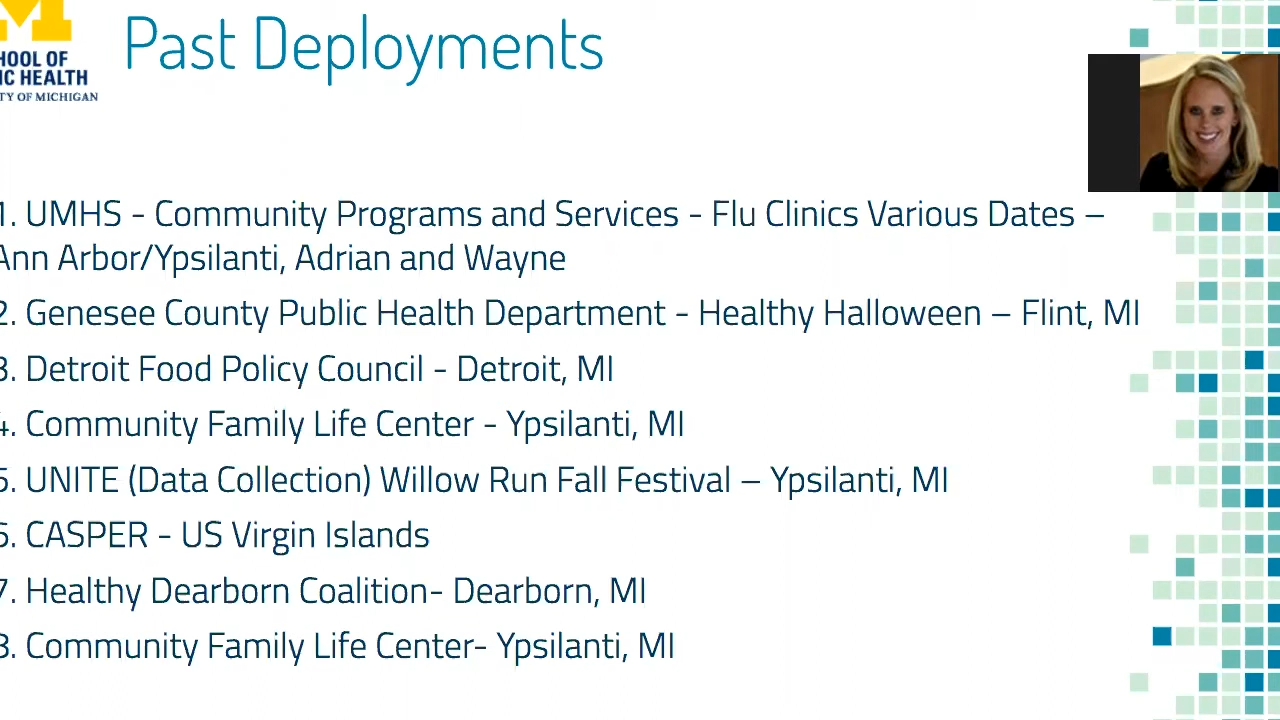 Past Deployments
HOOL OF
IC HEALTH
TY OF MICHIGAN
1. UMHS - Community Programs and Services - Flu Clinics Various Dates –
Ann Arbor/Ypsilanti, Adrian and Wayne
2. Genesee County Public Health Department - Healthy Halloween – Flint, MI
3. Detroit Food Policy Council - Detroit, MI
4. Community Family Life Center - Ypsilanti, MI
5. UNITE (Data Collection) Willow Run Fall Festival – Ypsilanti, MI
6. CASPER - US Virgin Islands
7. Healthy Dearborn Coalition- Dearborn, MI
8. Community Family Life Center- Ypsilanti, MI